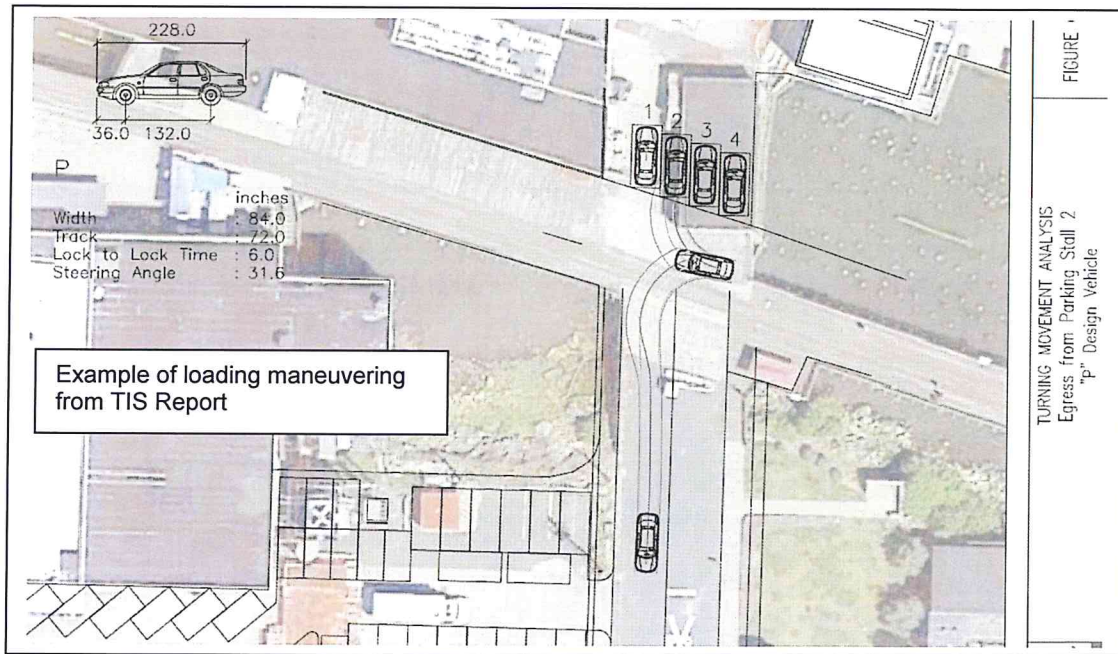 228.0
36.0 132.0
P
inches
Width : 84.0
Track : 72.0
Lock to Lock Time : 6.0
Steering Angle : 31.6
1
2
3
4
Example of loading maneuvering
from TIS Report
FIGURE
TURNING MOVEMENT ANALYSIS
Egress from Parking Stall 2
"P" Design Vehicle